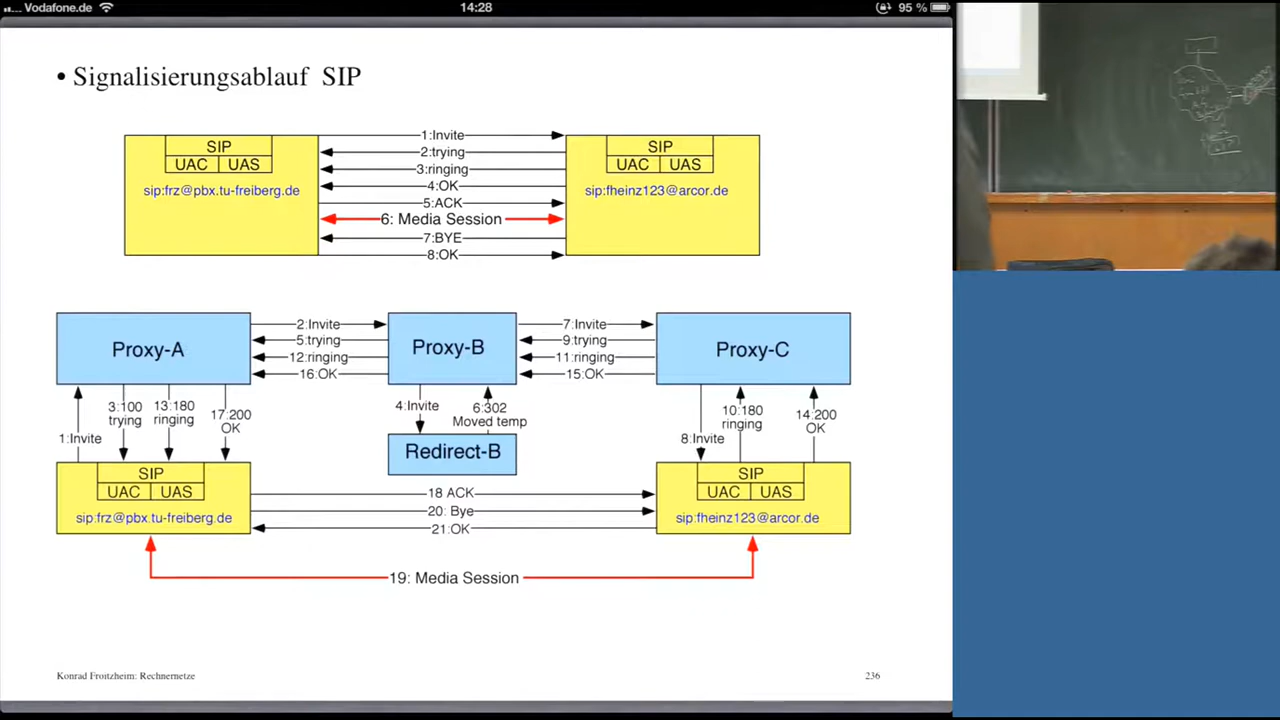 Vodafone.de
14:28
95 %
• Signalisierungsablauf SIP
SIP
UAC UAS
sip:frz@pbx.tu-freiberg.de
1:Invite
2:trying
3:ringing
4:OK
5:ACK
6: Media Session
7:BYE
8:OK
SIP
UAC UAS
sip:fheinz123@arcor.de
Proxy-A
2:Invite
5:trying
12:ringing
16:OK
Proxy-B
7:Invite
9:trying
11:ringing
15:OK
Proxy-C
1:Invite
3:100
trying
13:180
ringing
17:200
OK
4:Invite
6:302
Moved temp
Redirect-B
8:Invite
10:180
ringing
14:200
OK
SIP
UAC UAS
sip:frz@pbx.tu-freiberg.de
18 ACK
20: Bye
21:OK
SIP
UAC UAS
sip:fheinz123@arcor.de
19: Media Session
Konrad Froitzheim: Rechnernetze
236